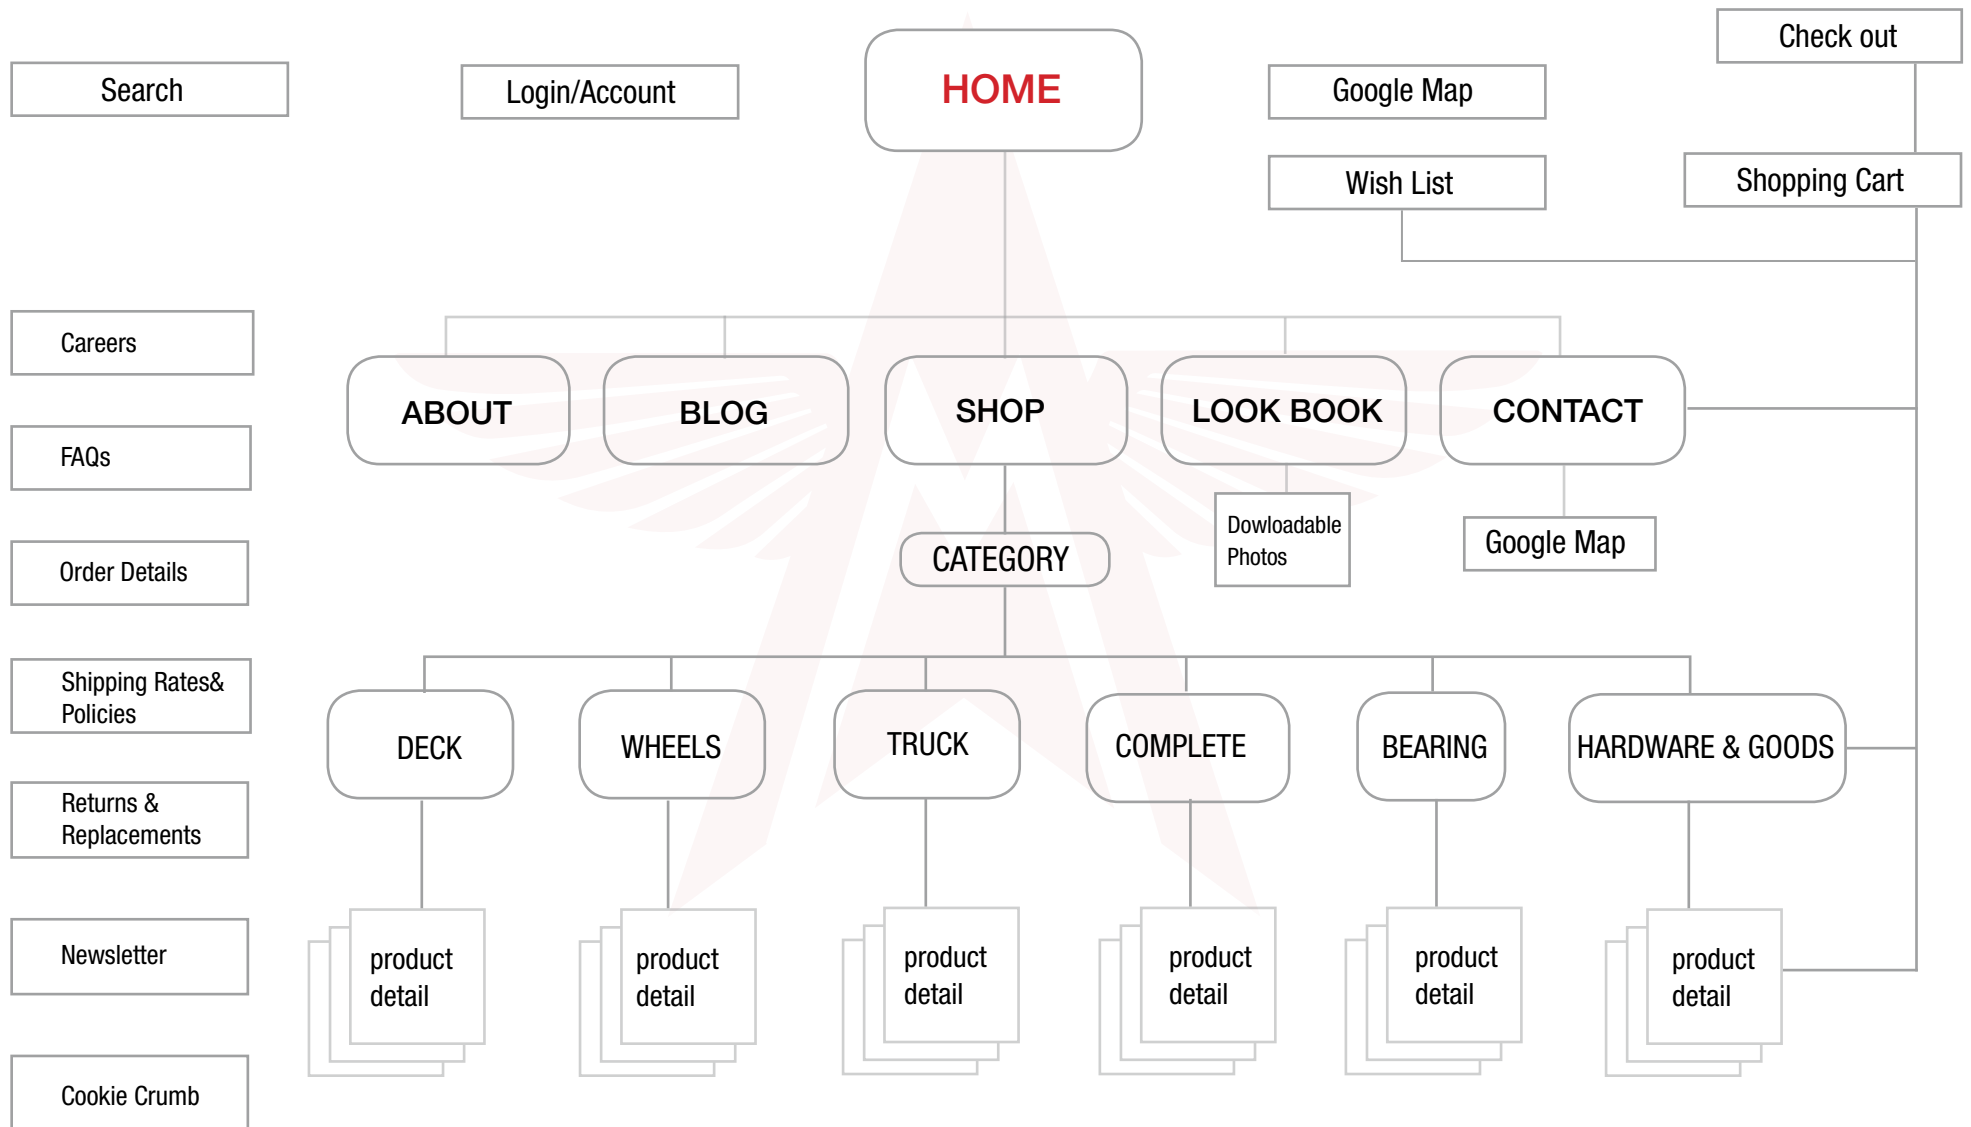 Check out
HOME
Search
Login/Account
Google Map
Wish List
Shopping Cart
Careers
ABOUT
BLOG
SHOP
LOOK BOOK
CONTACT
FAQs
Dowloadable
Photos
Google Map
CATEGORY
Order Details
Shipping Rates&
Policies
DECK
WHEELS
TRUCK
COMPLETE
BEARING
HARDWARE & GOODS
Returns &
Replacements
Newsletter
product
detail
product
detail
product
detail
product
detail
product
detail
product
detail
Cookie Crumb